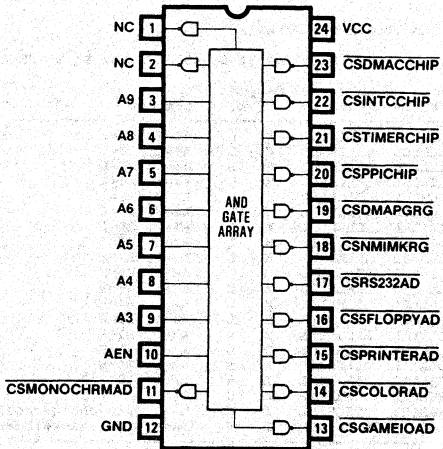 NC 1 24 VCC
NC 2 23 CSDMACCHIP
A9 3 22 CSINTCCHIP
A8 4 21 CSTIMERCHIP
A7 5 20 CSPPICHIP
A6 6 19 CSDMAPGRG
AND
GATE
ARRAY
A5 7 18 CSNMIMKRG
A4 8 17 CSRS232AD
A3 9 16 CS5FLOPPYAD
AEN 10 15 CSPRINTERAD
CSMONOCHRMAD 11 14 CSCOLORAD
GND 12 13 CSGAMEIOAD